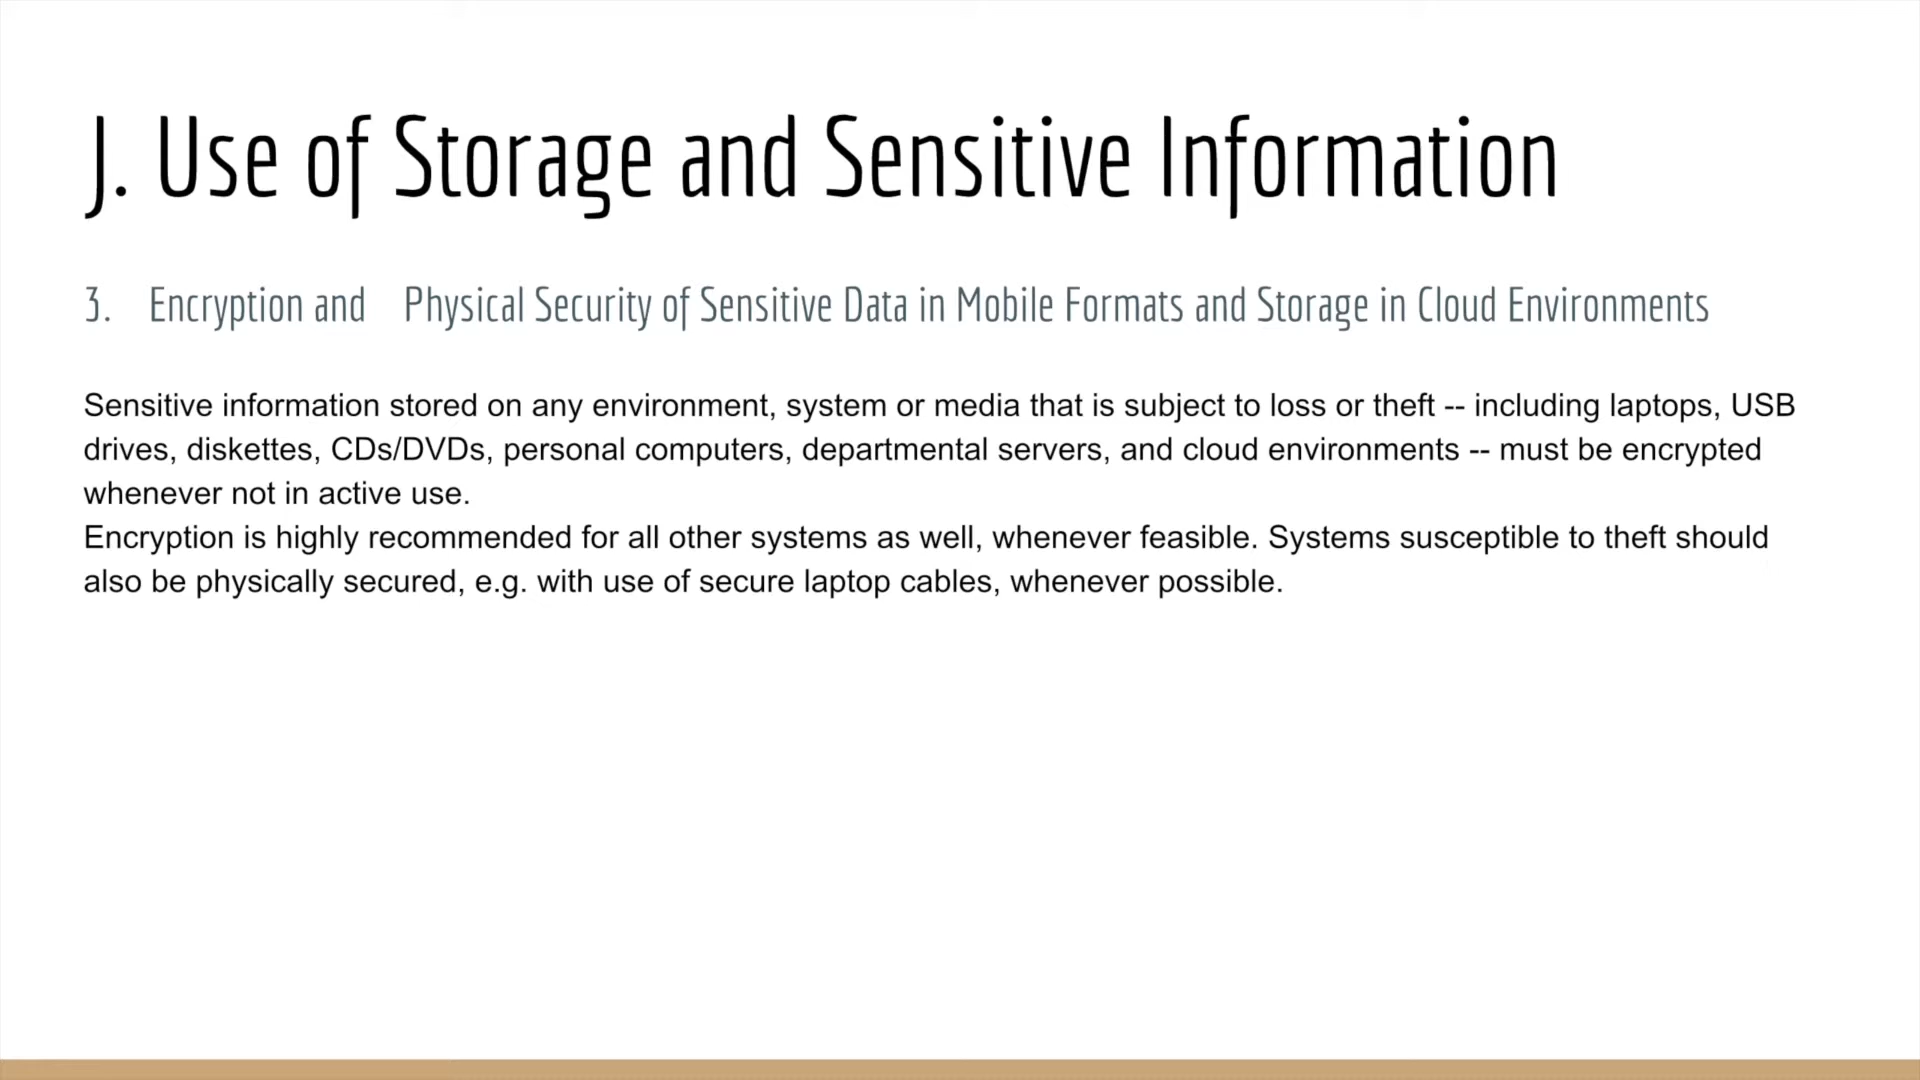 J. Use of Storage and Sensitive Information
3. Encryption and Physical Security of Sensitive Data in Mobile Formats and Storage in Cloud Environments
Sensitive information stored on any environment, system or media that is subject to loss or theft -- including laptops, USB
drives, diskettes, CDs/DVDs, personal computers, departmental servers, and cloud environments -- must be encrypted
whenever not in active use.
Encryption is highly recommended for all other systems as well, whenever feasible. Systems susceptible to theft should
also be physically secured, e.g. with use of secure laptop cables, whenever possible.